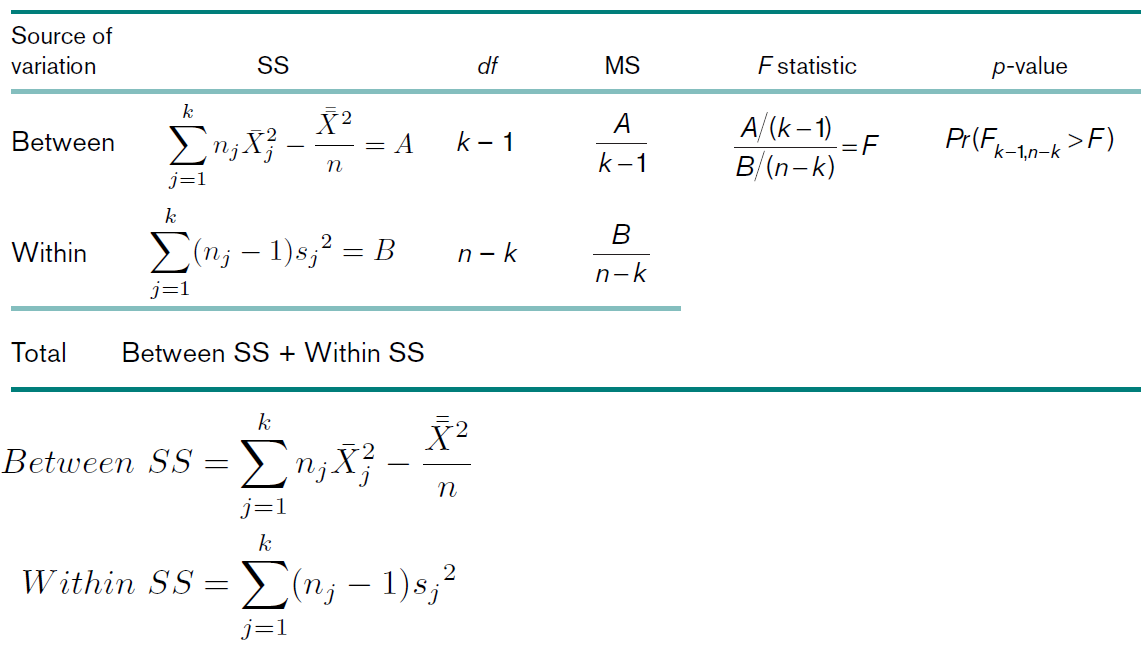 Source of
variation SS df MS F statistic p-value
Between \sum_{j=1}^{k} n_j \bar{X}_j^2 - \frac{\bar{\bar{X}}^2}{n} = A k − 1 \frac{A}{k−1} \frac{A/(k−1)}{B/(n−k)} = F Pr(F_{k−1,n−k} > F)
Within \sum_{j=1}^{k} (n_j - 1)s_j^2 = B n − k \frac{B}{n−k}
Total Between SS + Within SS
Between SS = \sum_{j=1}^{k} n_j \bar{X}_j^2 - \frac{\bar{\bar{X}}^2}{n}
Within SS = \sum_{j=1}^{k} (n_j - 1)s_j^2